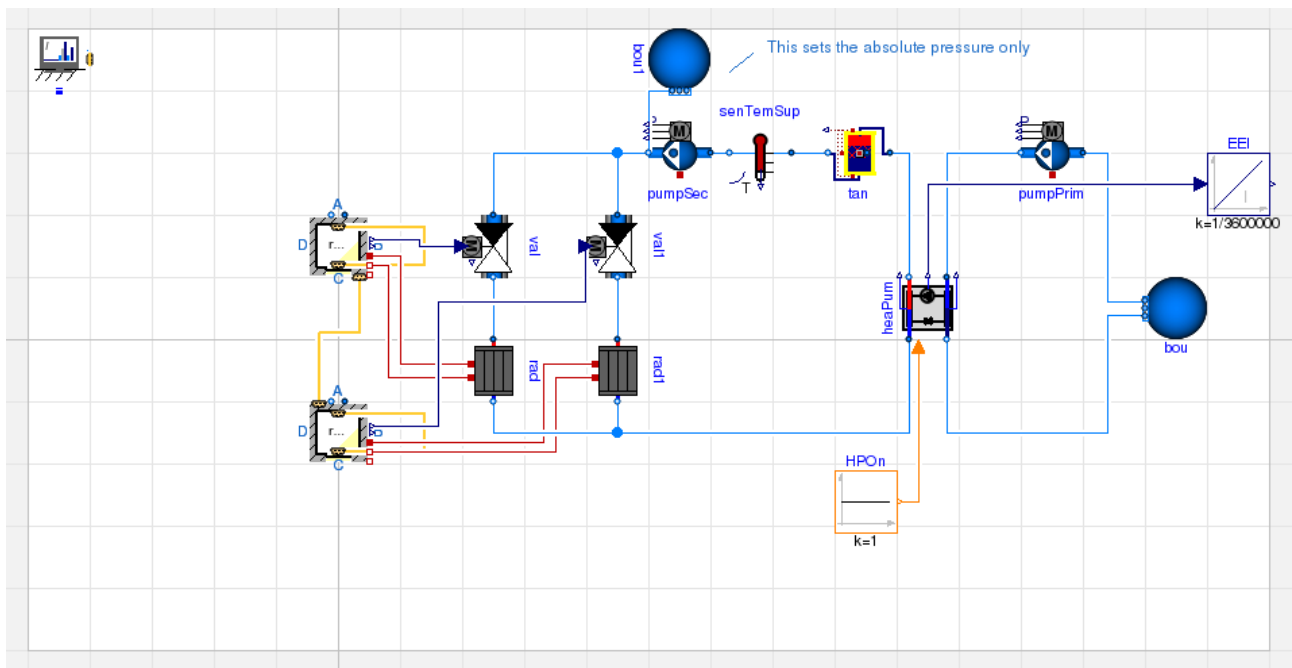 bou1
This sets the absolute pressure only
senTemSup
P
M
P
M
EEI
I
k=1/3600000
pumpSec
T
tan
pumpPrim
A
D
r...
C
M
val
M
val1
heaPum
bou
rad
rad1
A
D
r...
C
HPOn
k=1